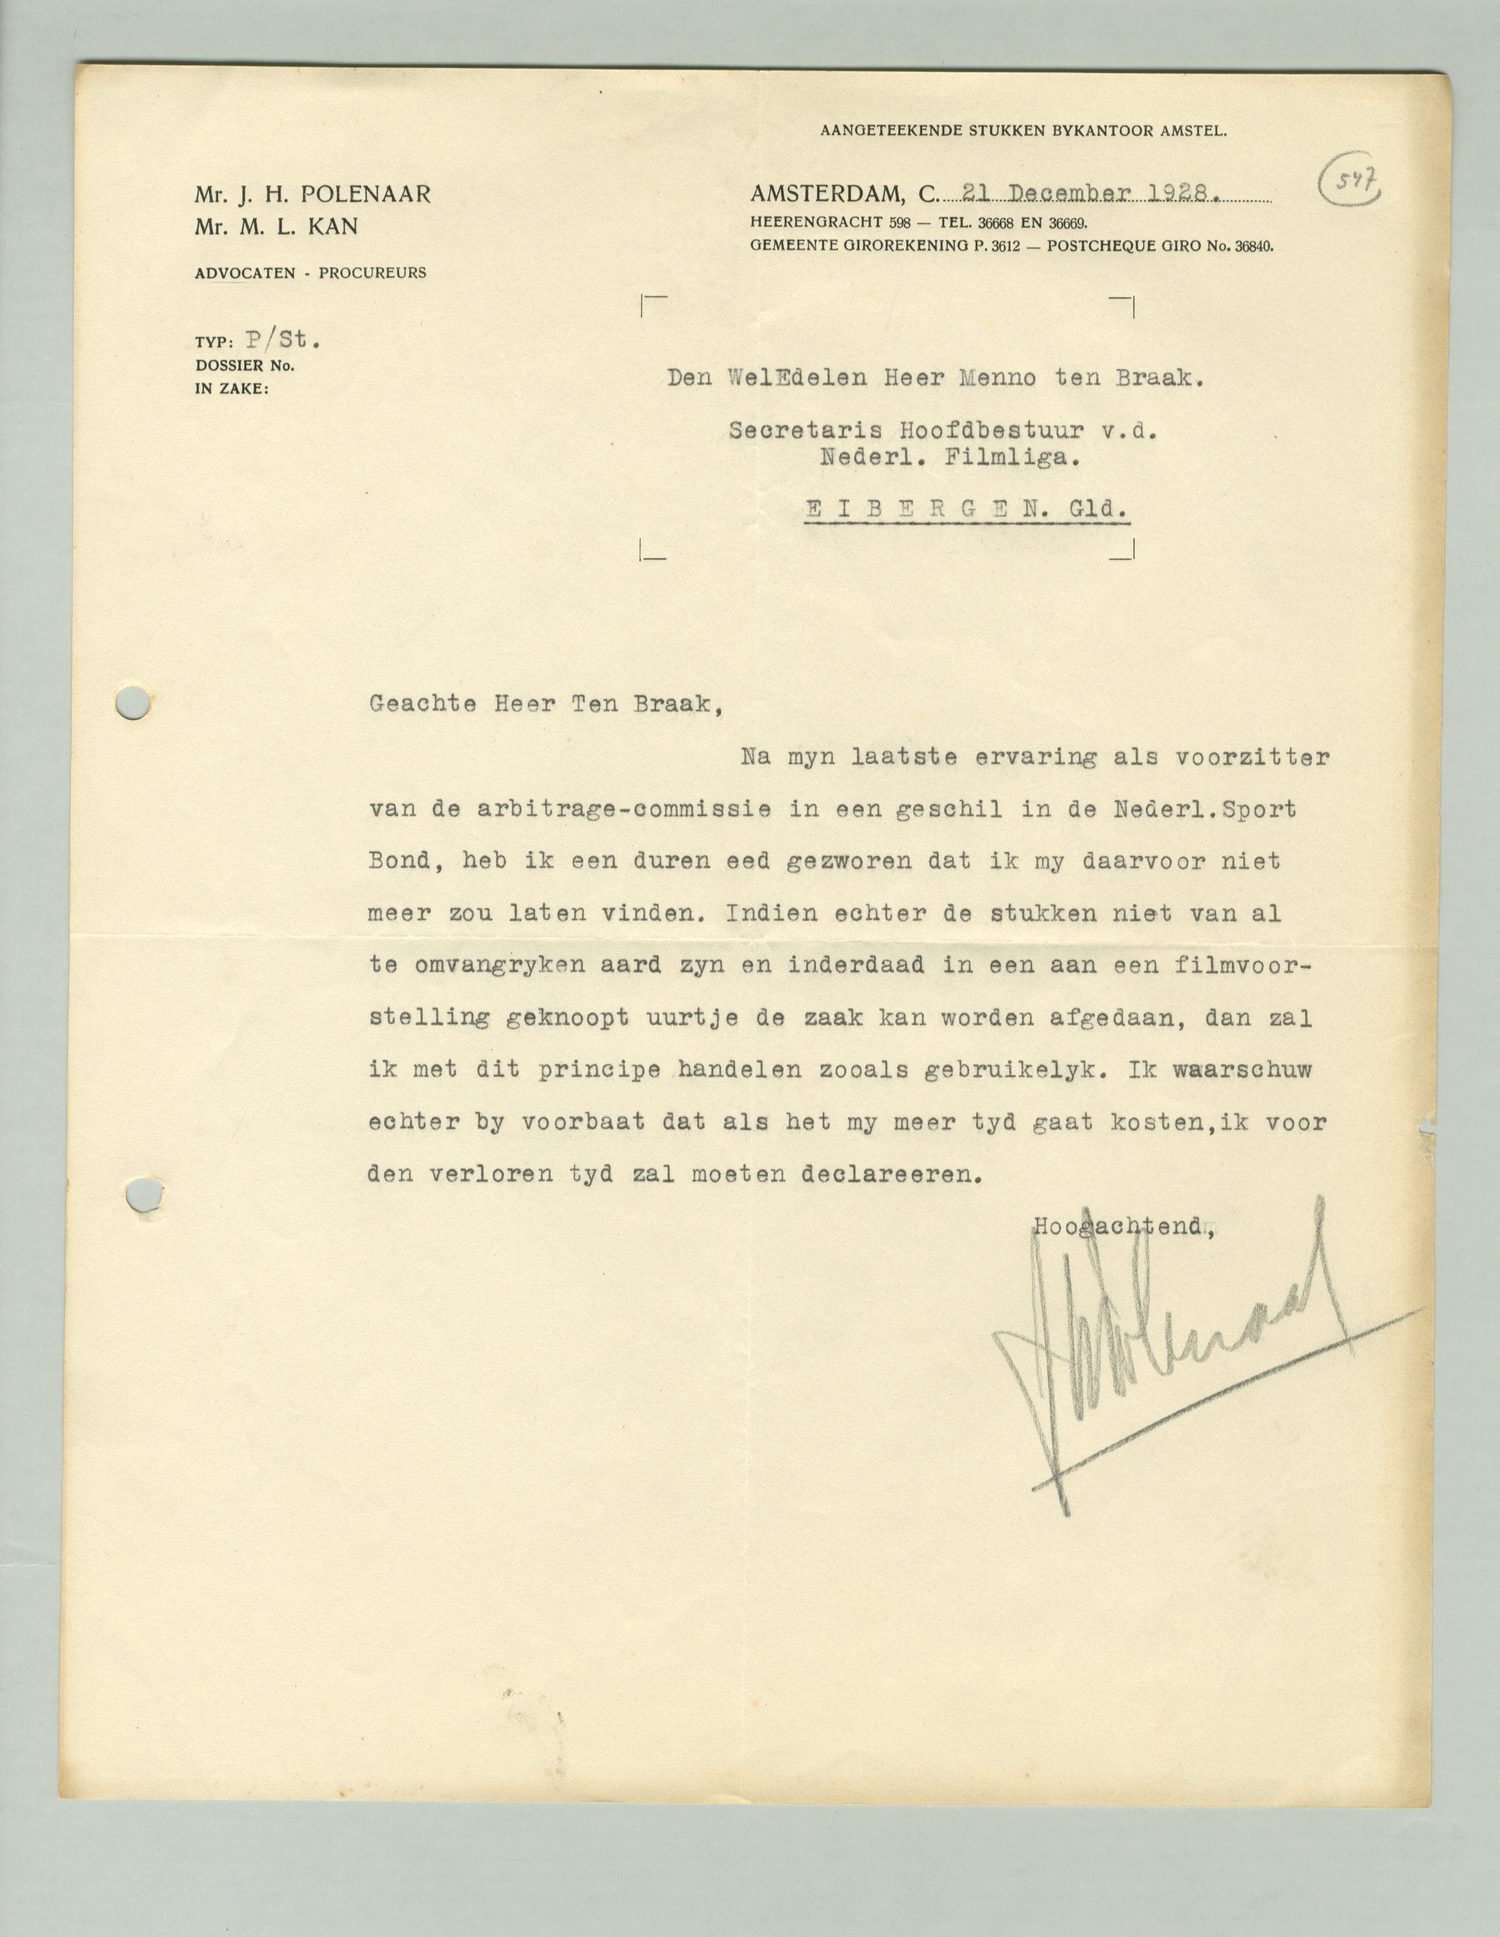 AANGETEEKENDE STUKKEN BYKANTOOR AMSTEL.
547
Mr. J. H. POLENAAR
Mr. M. L. KAN
ADVOCATEN - PROCUREURS
AMSTERDAM, C. 21 December 1928.
HEERENGRACHT 598 — TEL. 36668 EN 36669.
GEMEENTE GIROREKENING P. 3612 — POSTCHEQUE GIRO No. 36840.
TYP: P/St.
DOSSIER No.
IN ZAKE:
Den WelEdelen Heer Menno ten Braak.
Secretaris Hoofdbestuur v.d.
Nederl. Filmliga.
E I B E R G E N. Gld.
Geachte Heer Ten Braak,
Na myn laatste ervaring als voorzitter
van de arbitrage-commissie in een geschil in de Nederl.Sport
Bond, heb ik een duren eed gezworen dat ik my daarvoor niet
meer zou laten vinden. Indien echter de stukken niet van al
te omvangryken aard zyn en inderdaad in een aan een filmvoor-
stelling geknoopt uurtje de zaak kan worden afgedaan, dan zal
ik met dit principe handelen zooals gebruikelyk. Ik waarschuw
echter by voorbaat dat als het my meer tyd gaat kosten,ik voor
den verloren tyd zal moeten declareeren.
Hoogachtend,
JHPolenaar